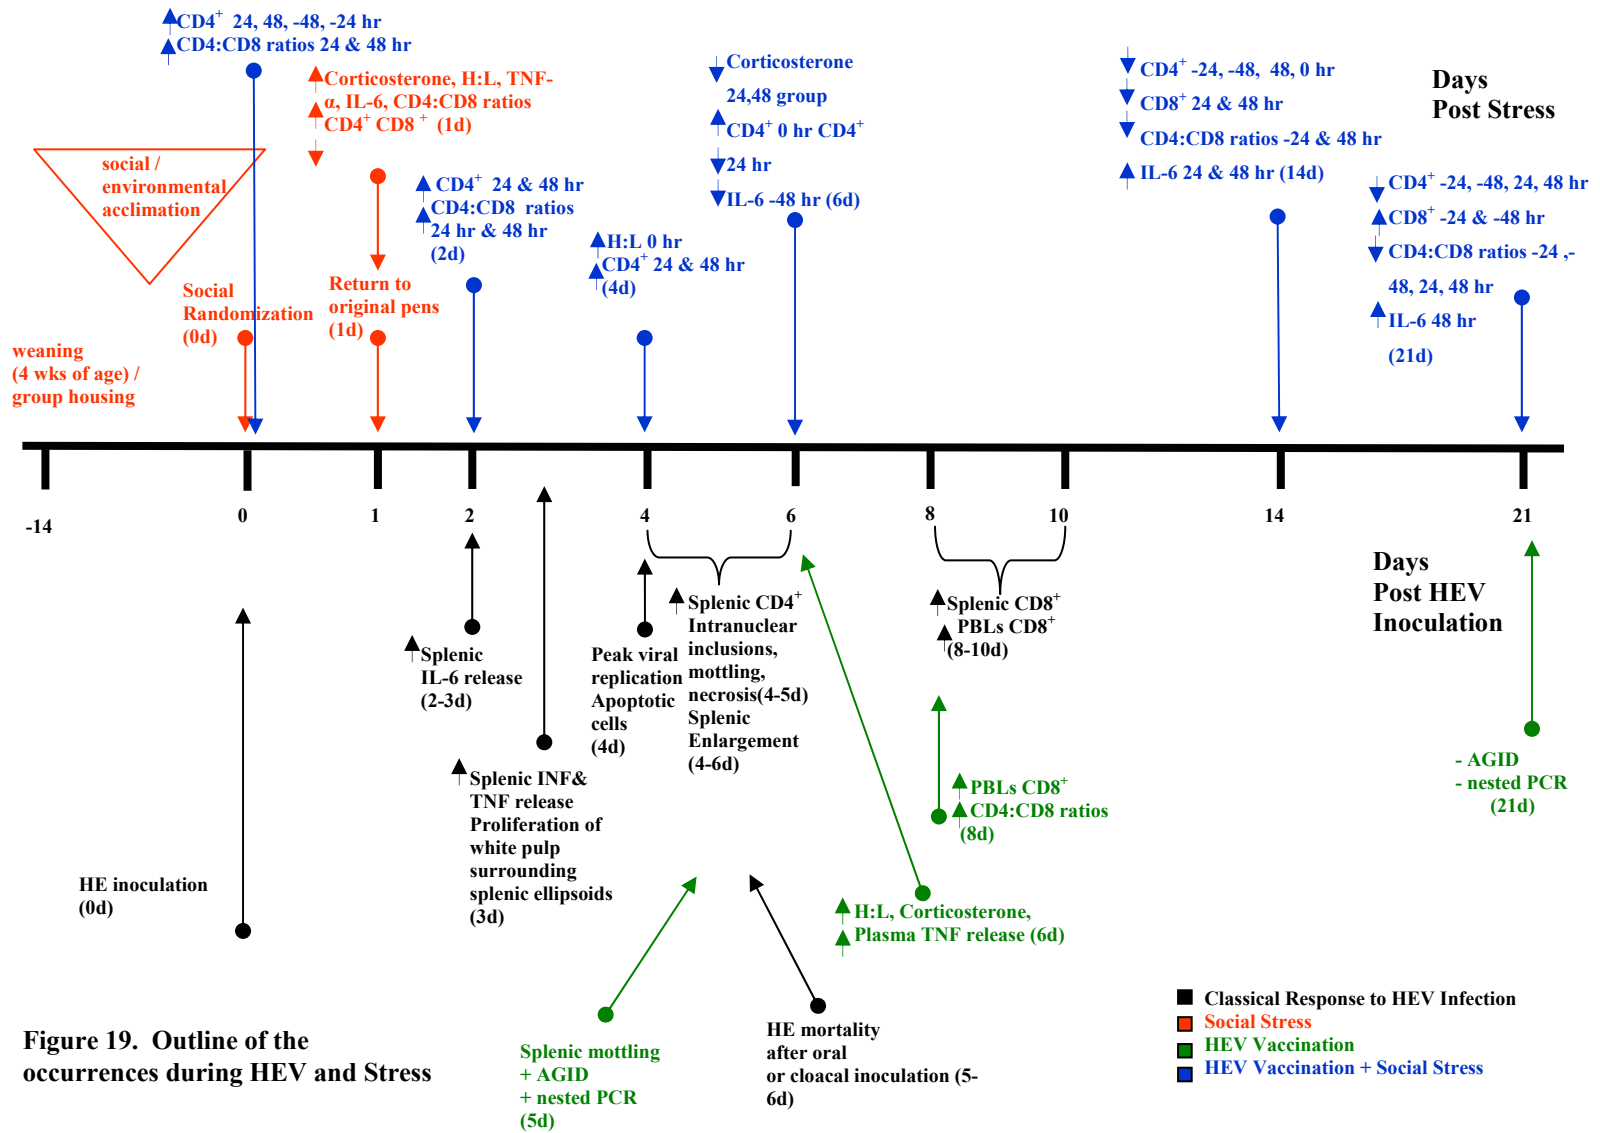 CD4+ 24, 48, -48, -24 hr
CD4:CD8 ratios 24 & 48 hr
Corticosterone, H:L, TNF-
α, IL-6, CD4:CD8 ratios
CD4+ CD8 + (1d)
social /
environmental
acclimation
Social
Randomization
(0d)
Return to
original pens
(1d)
weaning
(4 wks of age) /
group housing
CD4+ 24 & 48 hr
CD4:CD8 ratios
24 hr & 48 hr
(2d)
H:L 0 hr
CD4+ 24 & 48 hr
(4d)
Corticosterone
24,48 group
CD4+ 0 hr CD4+
24 hr
IL-6 -48 hr (6d)
CD4+ -24, -48, 48, 0 hr
CD8+ 24 & 48 hr
CD4:CD8 ratios -24 & 48 hr
IL-6 24 & 48 hr (14d)
Days
Post Stress
CD4+ -24, -48, 24, 48 hr
CD8+ -24 & -48 hr
CD4:CD8 ratios -24 ,-
48, 24, 48 hr
IL-6 48 hr
(21d)
-14
0
1
2
4
6
8
10
14
21
Days
Post HEV
Inoculation
HE inoculation
(0d)
Splenic
IL-6 release
(2-3d)
Splenic INF&
TNF release
Proliferation of
white pulp
surrounding
splenic ellipsoids
(3d)
Peak viral
replication
Apoptotic
cells
(4d)
Splenic CD4+
Intranuclear
inclusions,
mottling,
necrosis(4-5d)
Splenic
Enlargement
(4-6d)
Splenic CD8+
PBLs CD8+
(8-10d)
PBLs CD8+
CD4:CD8 ratios
(8d)
H:L, Corticosterone,
Plasma TNF release (6d)
- AGID
- nested PCR
(21d)
Splenic mottling
+ AGID
+ nested PCR
(5d)
HE mortality
after oral
or cloacal inoculation (5-
6d)
Classical Response to HEV Infection
Social Stress
HEV Vaccination
HEV Vaccination + Social Stress
Figure 19. Outline of the
occurrences during HEV and Stress